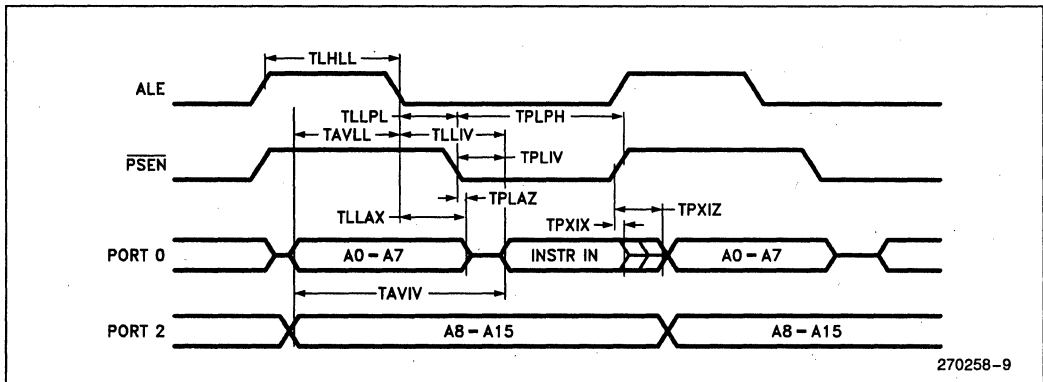 TLHLL
ALE
TLLPL
TPLPH
TAVLL
TLLIV
PSEN
TPLIV
TPLAZ
TPXIZ
TLLAX
TPXIX
PORT 0
A0–A7
INSTR IN
A0–A7
TAVIV
PORT 2
A8–A15
A8–A15
270258–9